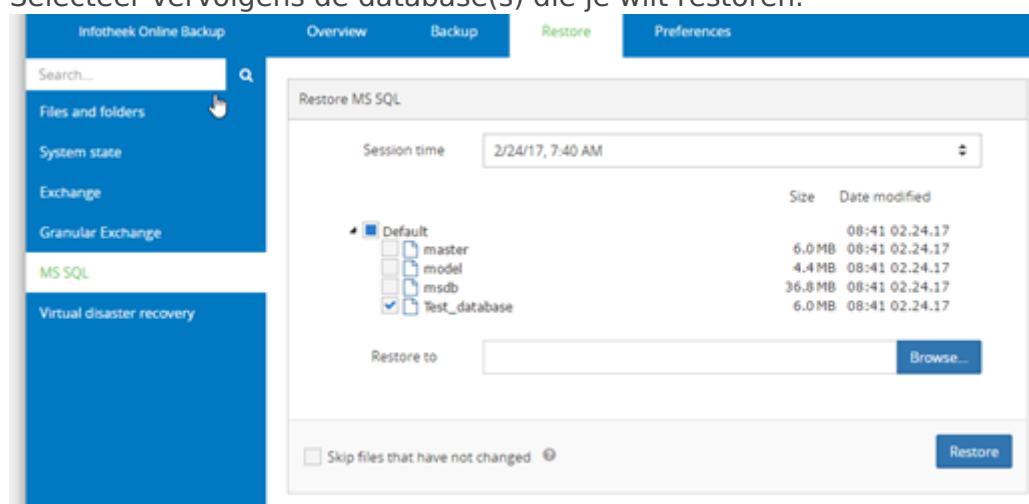 Selecteer vervolgens de database(s) die je wilt restoren:
Infotheek Online Backup Overview Backup Restore Preferences
Search...
Files and folders
System state
Exchange
Granular Exchange
MS SQL
Virtual disaster recovery
Restore MS SQL
Session time 2/24/17, 7:40 AM
Size Date modified
Default 08:41 02.24.17
master 6.0 MB 08:41 02.24.17
model 4.4 MB 08:41 02.24.17
msdb 36.8 MB 08:41 02.24.17
Test_database 6.0 MB 08:41 02.24.17
Restore to Browse...
Skip files that have not changed Restore